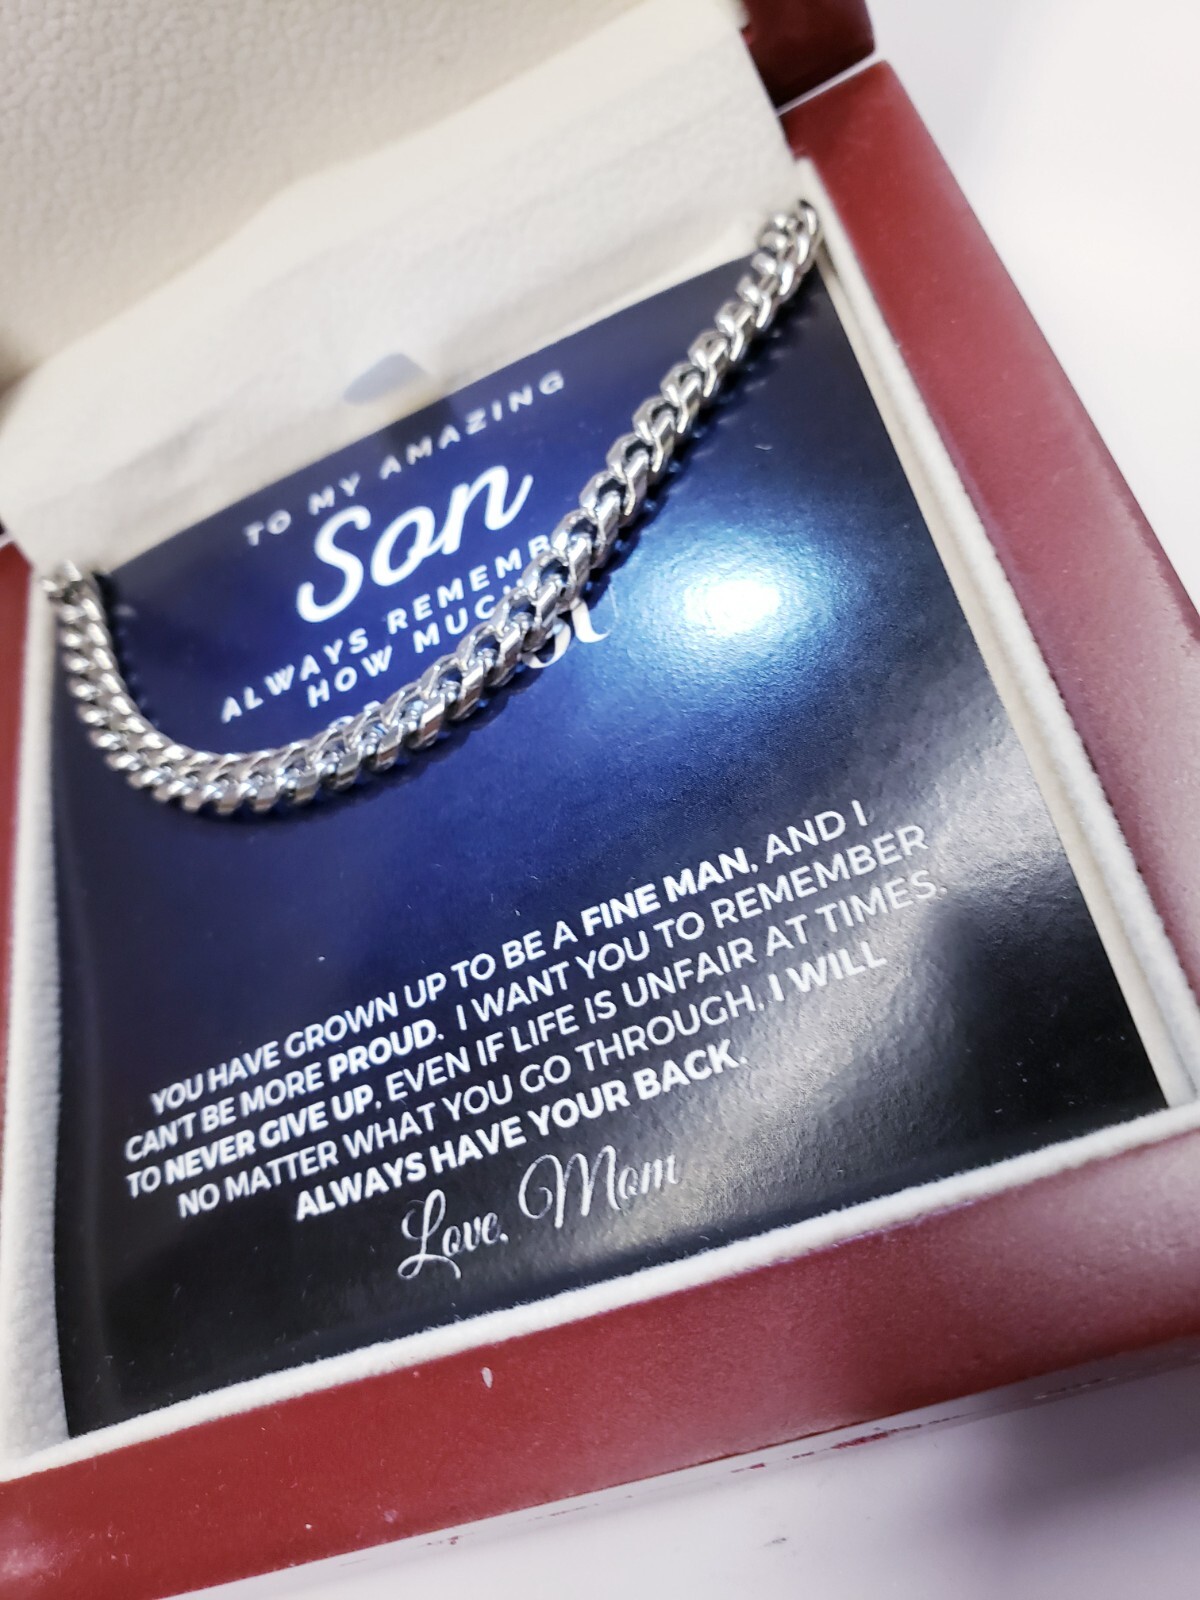 TO MY AMAZING
Son
ALWAYS REMEMB
HOW MUCH
YOU HAVE GROWN UP TO BE A FINE MAN, AND I
CAN'T BE MORE PROUD. I WANT YOU TO REMEMBER
TO NEVER GIVE UP, EVEN IF LIFE IS UNFAIR AT TIMES.
NO MATTER WHAT YOU GO THROUGH, I WILL
ALWAYS HAVE YOUR BACK.
Love, Mom